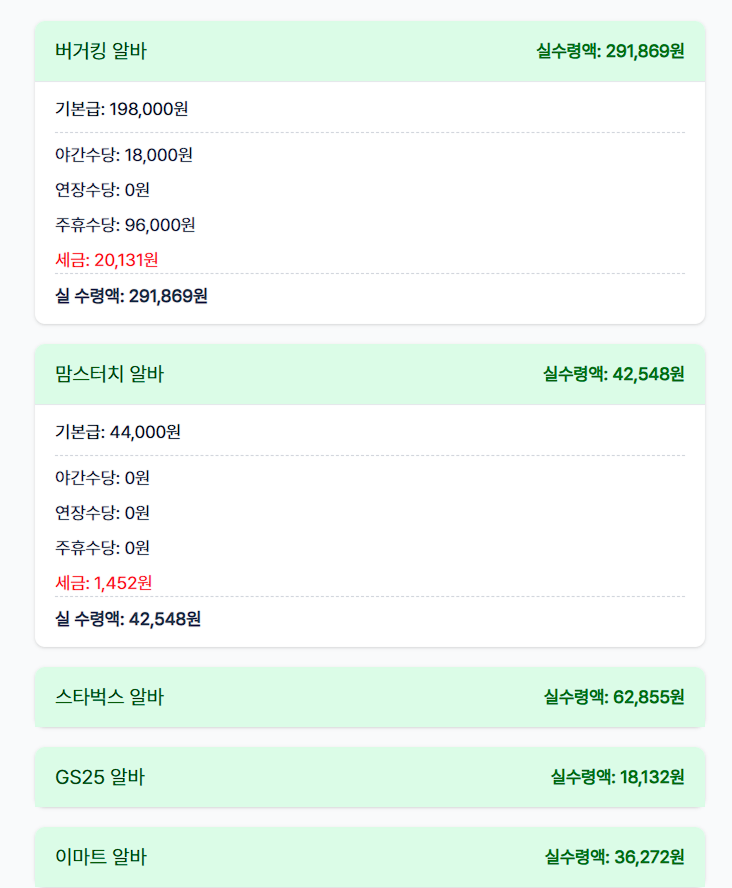 버거킹 알바 실수령액: 291,869원
기본급: 198,000원
야간수당: 18,000원
연장수당: 0원
주휴수당: 96,000원
세금: 20,131원
실 수령액: 291,869원
맘스터치 알바 실수령액: 42,548원
기본급: 44,000원
야간수당: 0원
연장수당: 0원
주휴수당: 0원
세금: 1,452원
실 수령액: 42,548원
스타벅스 알바 실수령액: 62,855원
GS25 알바 실수령액: 18,132원
이마트 알바 실수령액: 36,272원